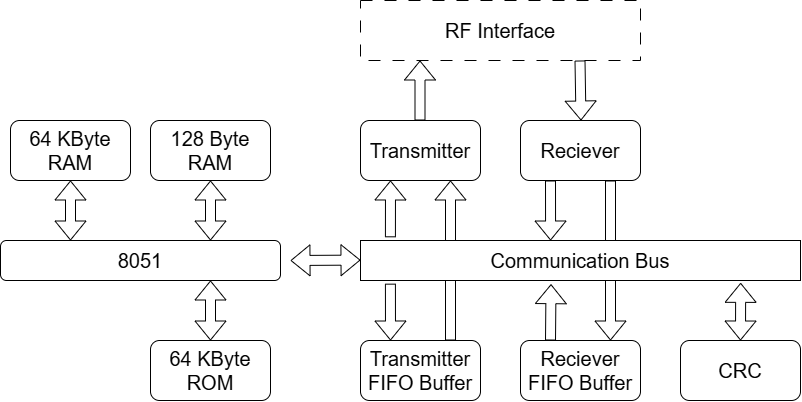 RF Interface
64 KByte
RAM
128 Byte
RAM
Transmitter
Reciever
8051
Communication Bus
64 KByte
ROM
Transmitter
FIFO Buffer
Reciever
FIFO Buffer
CRC